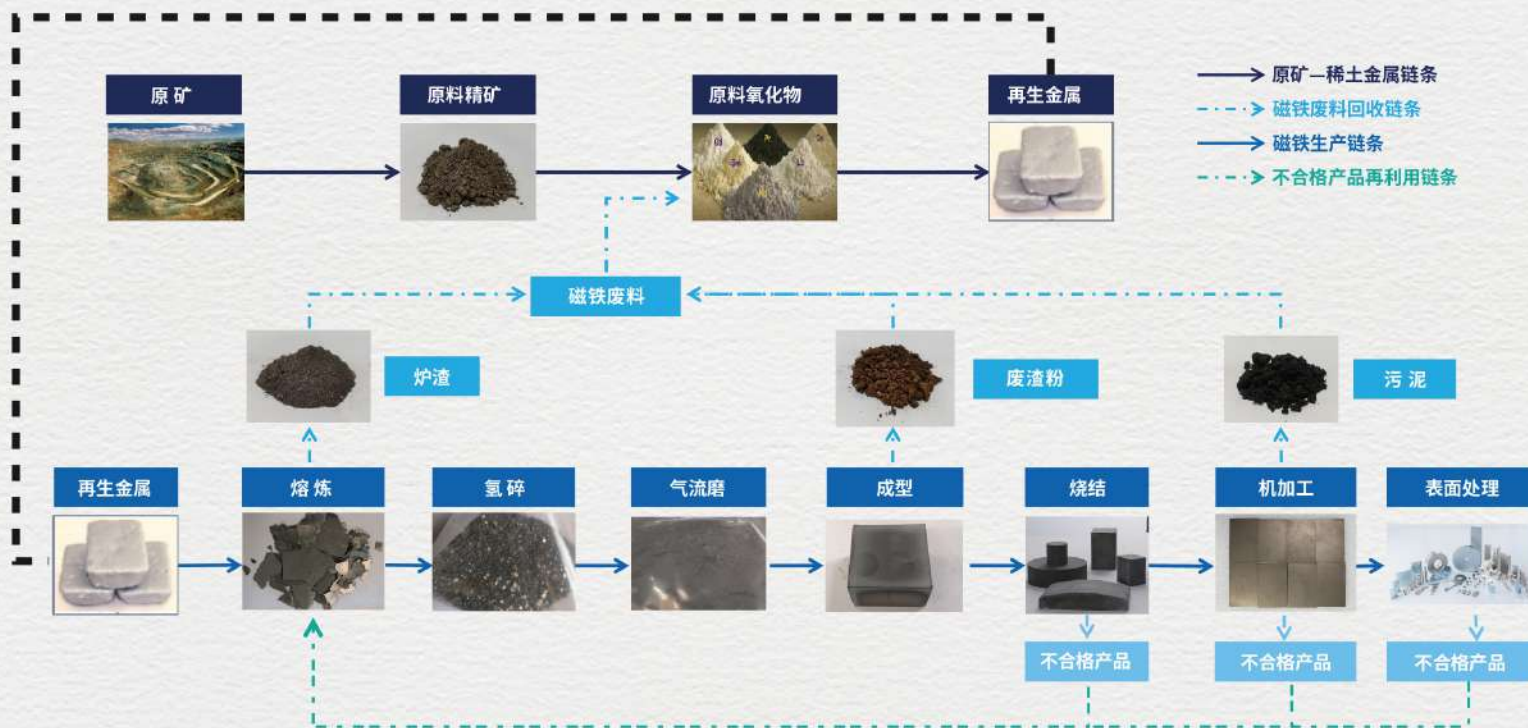 原 矿
原料精矿
原料氧化物
再生金属
原矿—稀土金属链条
磁铁废料回收链条
磁铁生产链条
不合格产品再利用链条
磁铁废料
炉渣
废渣粉
污 泥
再生金属
熔 炼
氢 碎
气流磨
成型
烧结
机加工
表面处理
不合格产品
不合格产品
不合格产品